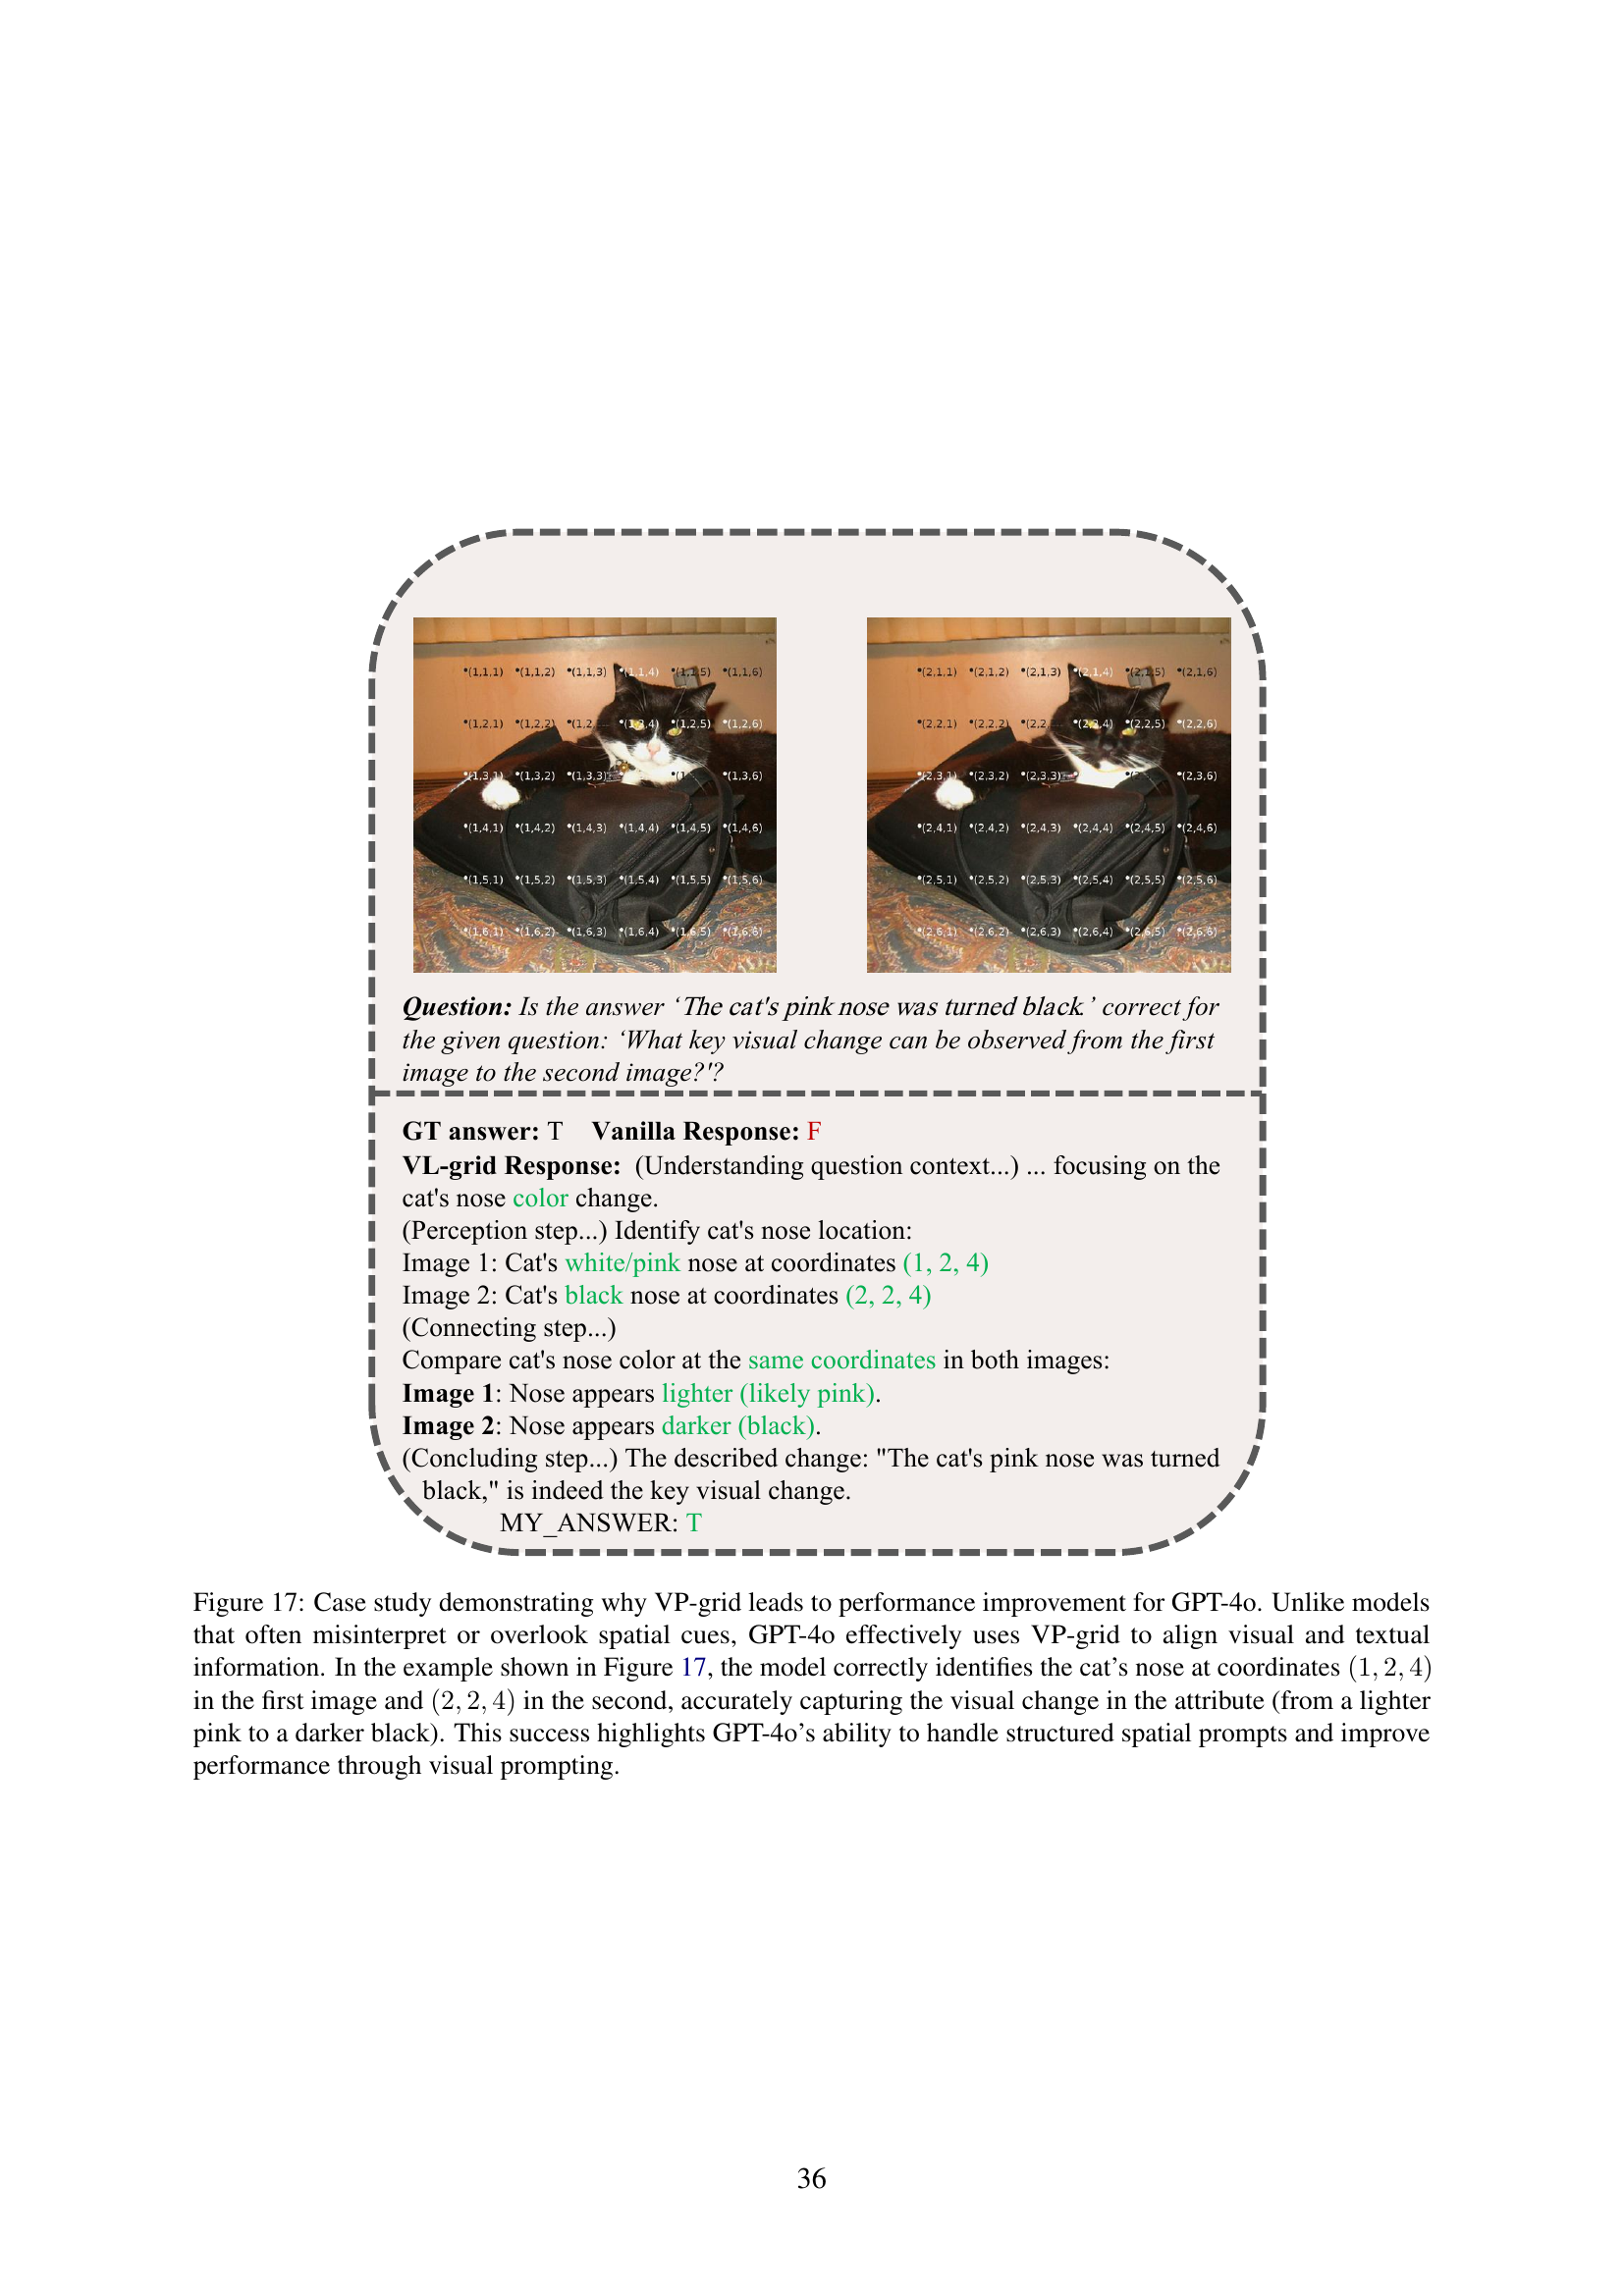 (1,1,1) (1,1,2) (1,1,3) (1,1,4) (1,1,5) (1,1,6)
(1,2,1) (1,2,2) (1,2, (1,2,4) (1,2,5) (1,2,6)
(1,3,1) (1,3,2) (1,3,3) (1, (1,3,6)
(1,4,1) (1,4,2) (1,4,3) (1,4,4) (1,4,5) (1,4,6)
(1,5,1) (1,5,2) (1,5,3) (1,5,4) (1,5,5) (1,5,6)
(1,6,1) (1,6,2) (1,6,3) (1,6,4) (1,6,5) (1,6,6)
(2,1,1) (2,1,2) (2,1,3) (2,1,4) (2,1,5) (2,1,6)
(2,2,1) (2,2,2) (2,2, (2,2,4) (2,2,5) (2,2,6)
(2,3,1) (2,3,2) (2,3,3) (2,3,6)
(2,4,1) (2,4,2) (2,4,3) (2,4,4) (2,4,5) (2,4,6)
(2,5,1) (2,5,2) (2,5,3) (2,5,4) (2,5,5) (2,5,6)
(2,6,1) (2,6,2) (2,6,3) (2,6,4) (2,6,5) (2,6,6)
Question: Is the answer ‘The cat's pink nose was turned black.’ correct for
the given question: ‘What key visual change can be observed from the first
image to the second image?'?
GT answer: T Vanilla Response: F
VL-grid Response: (Understanding question context...) ... focusing on the
cat's nose color change.
(Perception step...) Identify cat's nose location:
Image 1: Cat's white/pink nose at coordinates (1, 2, 4)
Image 2: Cat's black nose at coordinates (2, 2, 4)
(Connecting step...)
Compare cat's nose color at the same coordinates in both images:
Image 1: Nose appears lighter (likely pink).
Image 2: Nose appears darker (black).
(Concluding step...) The described change: "The cat's pink nose was turned
black," is indeed the key visual change.
MY_ANSWER: T
Figure 17: Case study demonstrating why VP-grid leads to performance improvement for GPT-4o. Unlike models
that often misinterpret or overlook spatial cues, GPT-4o effectively uses VP-grid to align visual and textual
information. In the example shown in Figure 17, the model correctly identifies the cat’s nose at coordinates (1, 2, 4)
in the first image and (2, 2, 4) in the second, accurately capturing the visual change in the attribute (from a lighter
pink to a darker black). This success highlights GPT-4o’s ability to handle structured spatial prompts and improve
performance through visual prompting.
36